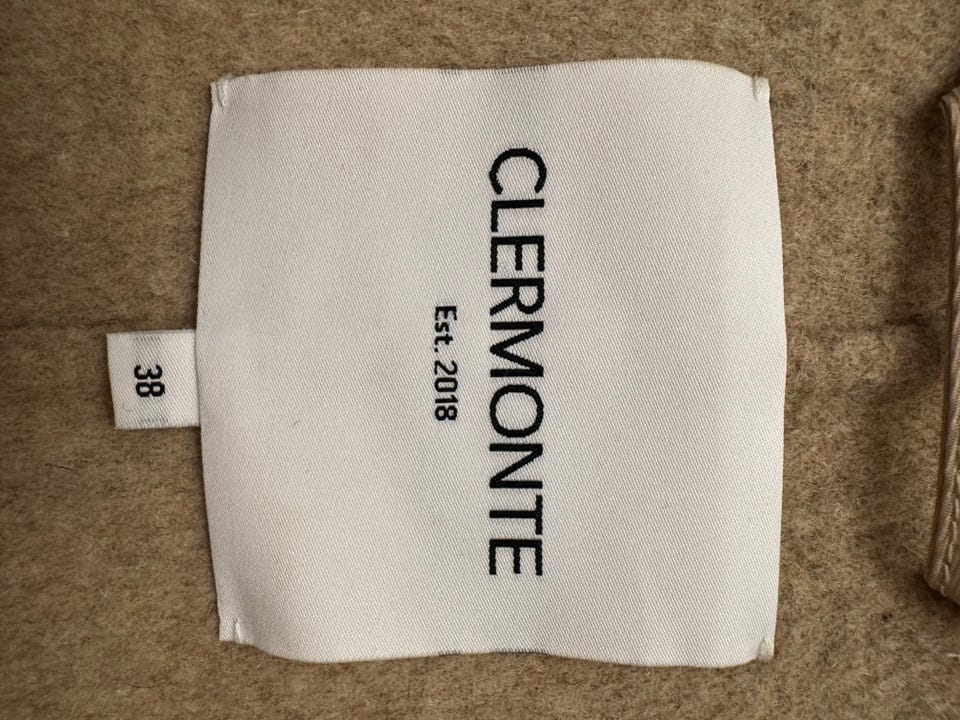 CLERMONTE
Est. 2018
38